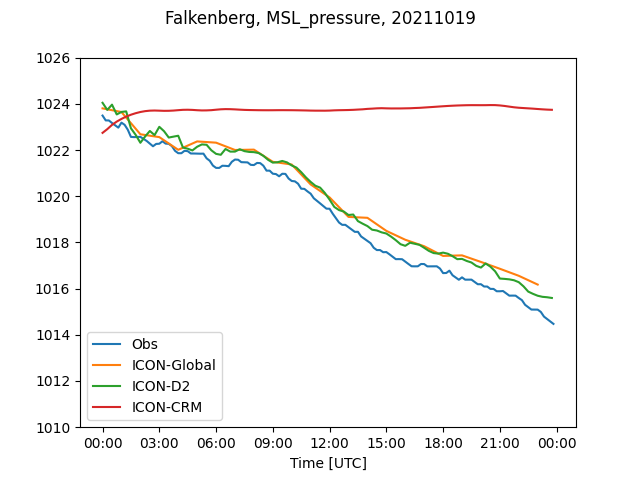 Falkenberg, MSL_pressure, 20211019
1026
1024
1022
1020
1018
1016
1014
1012
1010
Obs
ICON-Global
ICON-D2
ICON-CRM
00:00 03:00 06:00 09:00 12:00 15:00 18:00 21:00 00:00
Time [UTC]